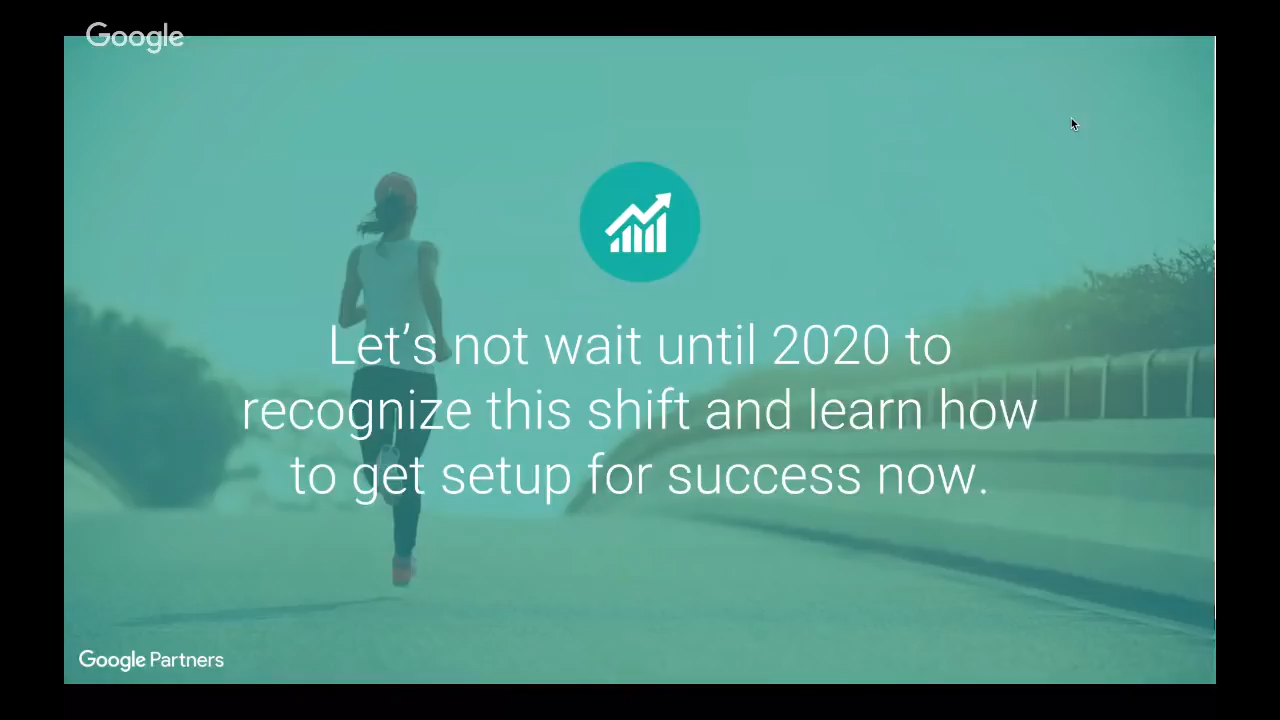 Google
Let's not wait until 2020 to
recognize this shift and learn how
to get setup for success now.
Google Partners